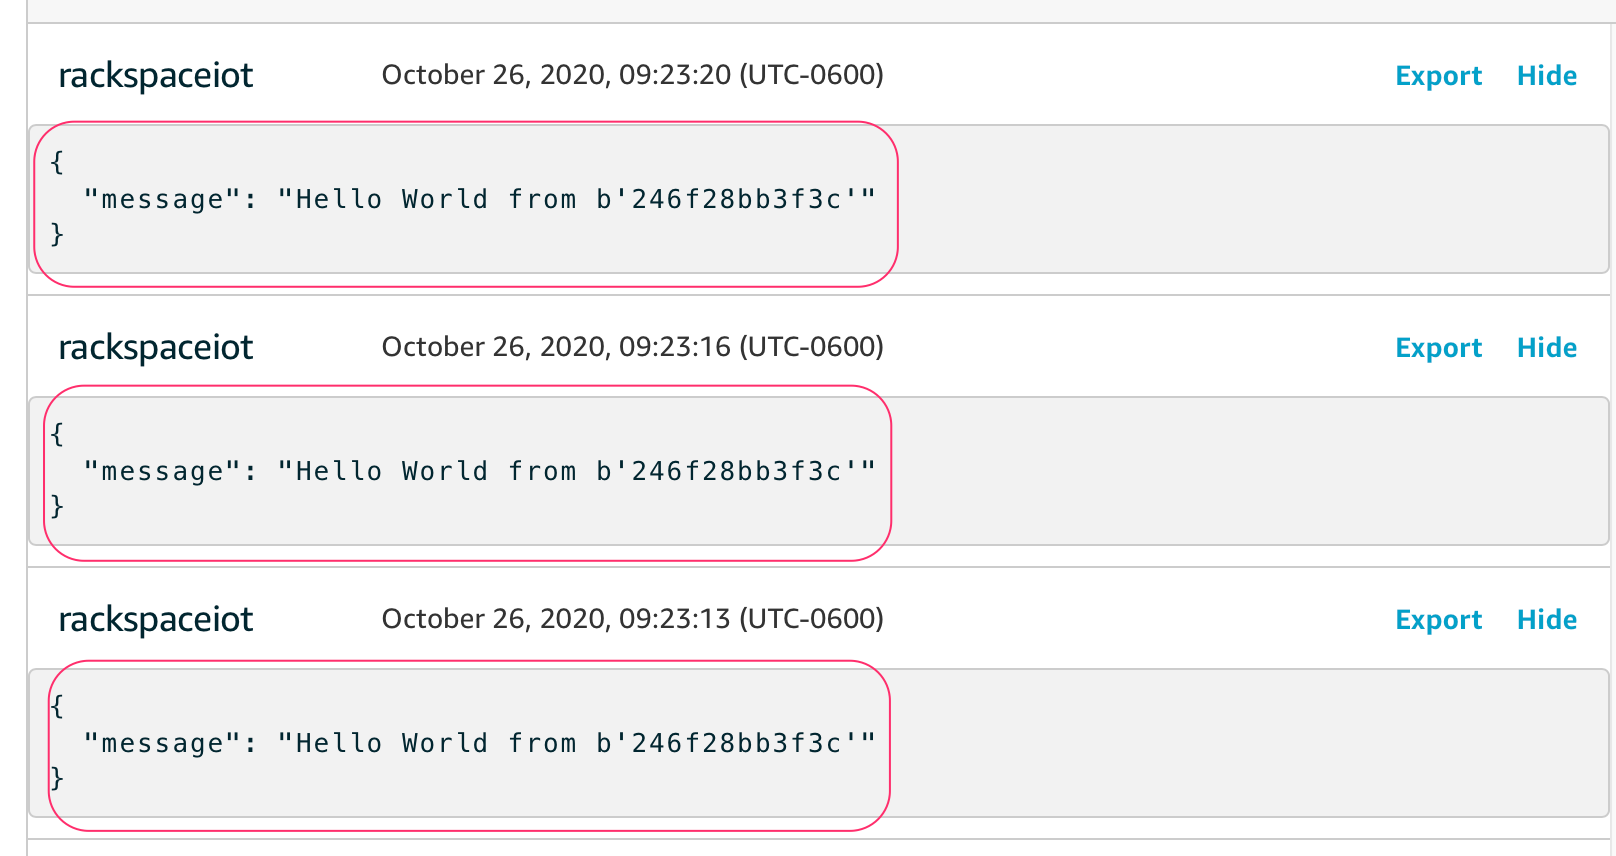 rackspaceiot October 26, 2020, 09:23:20 (UTC-0600) Export Hide
{
"message": "Hello World from b'246f28bb3f3c'"
}
rackspaceiot October 26, 2020, 09:23:16 (UTC-0600) Export Hide
{
"message": "Hello World from b'246f28bb3f3c'"
}
rackspaceiot October 26, 2020, 09:23:13 (UTC-0600) Export Hide
{
"message": "Hello World from b'246f28bb3f3c'"
}